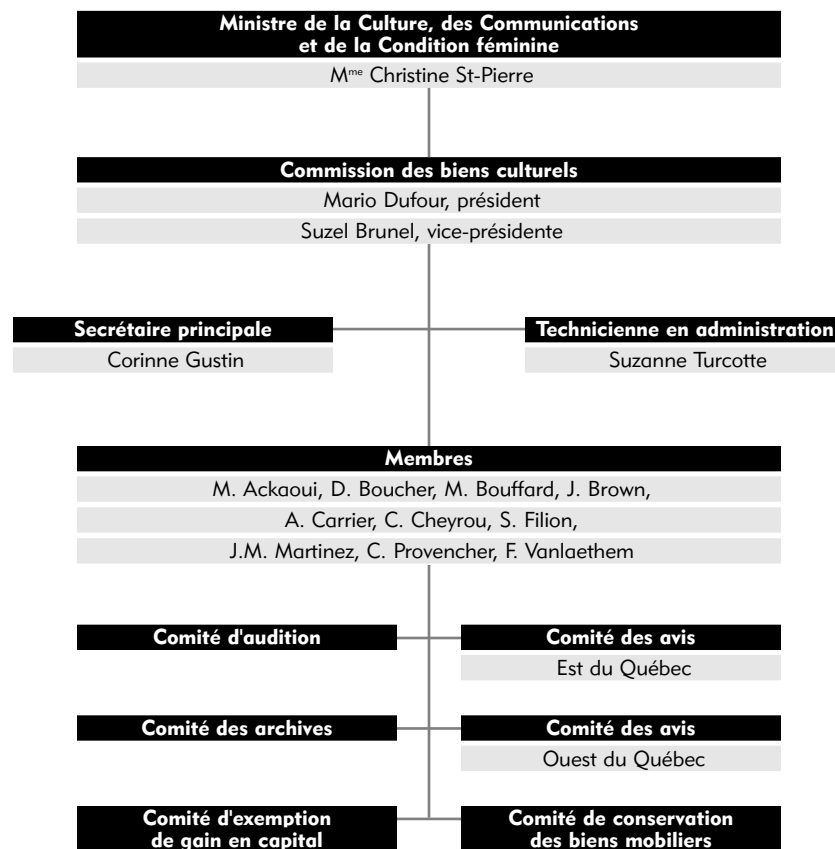 Ministre de la Culture, des Communications
et de la Condition féminine
Mme Christine St-Pierre
Commission des biens culturels
Mario Dufour, président
Suzel Brunel, vice-présidente
Secrétaire principale
Corinne Gustin
Technicienne en administration
Suzanne Turcotte
Membres
M. Ackaoui, D. Boucher, M. Bouffard, J. Brown,
A. Carrier, C. Cheyrou, S. Filion,
J.M. Martinez, C. Provencher, F. Vanlaethem
Comité d'audition
Comité des avis
Est du Québec
Comité des archives
Comité des avis
Ouest du Québec
Comité d'exemption
de gain en capital
Comité de conservation
des biens mobiliers